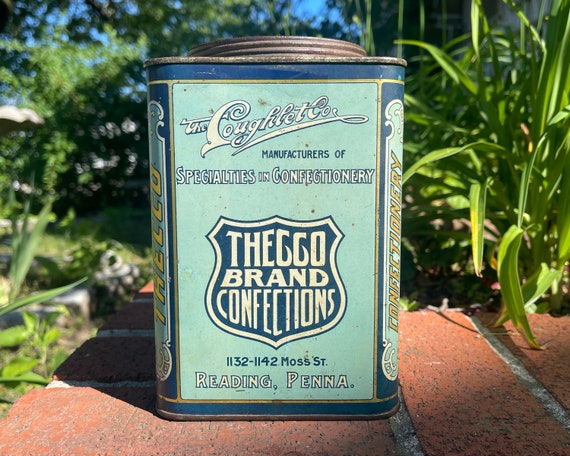 The Coughlet Co.
MANUFACTURERS OF
SPECIALTIES IN CONFECTIONERY
THECCO
BRAND
CONFECTIONS
1132-1142 MOSS ST.
READING, PENNA.
THECCO
CONFECTIONERY